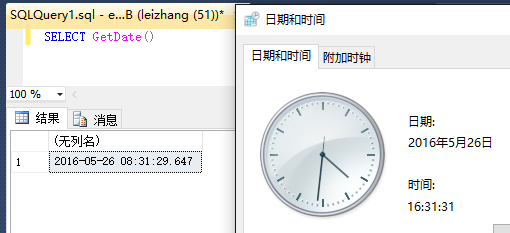 SQLQuery1.sql - e...B (leizhang (51))*
SELECT GetDate()
100 %
结果
消息
(无列名)
1
2016-05-26 08:31:29.647
日期和时间
日期和时间
附加时钟
日期:
2016年5月26日
时间:
16:31:31